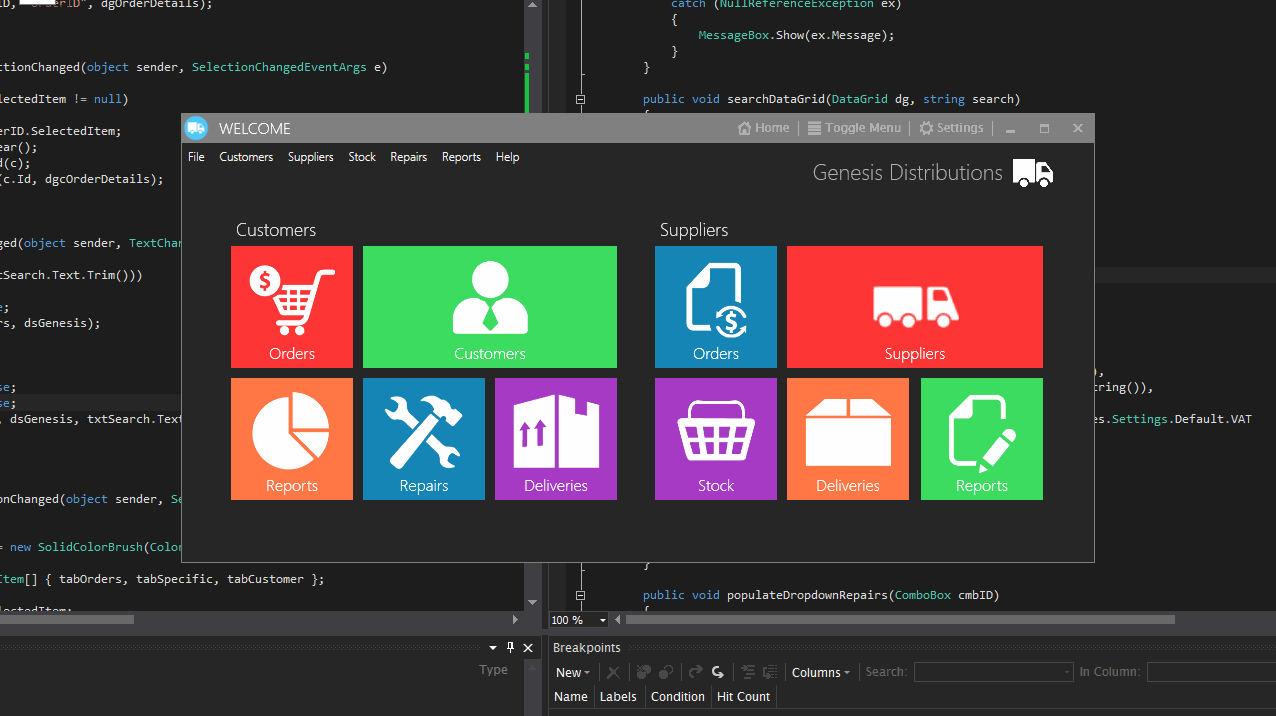 ID, "orderID", dgOrderDetails);
ctionChanged(object sender, SelectionChangedEventArgs e)
lectedItem != null)
erID.SelectedItem;
ear();
d(c);
(c.Id, dgcOrderDetails);
ged(object sender, TextChan
tSearch.Text.Trim()))
e;
rs, dsGenesis);
se;
se;
, dsGenesis, txtSearch.Text
onChanged(object sender, Se
= new SolidColorBrush(Color
Item[] { tabOrders, tabSpecific, tabCustomer };
lectedItem;
catch (NullReferenceException ex)
{
MessageBox.Show(ex.Message);
}
}
public void searchDataGrid(DataGrid dg, string search)
{
WELCOME
Home
Toggle Menu
Settings
File Customers Suppliers Stock Repairs Reports Help
Genesis Distributions
Customers
Orders
Customers
Reports
Repairs
Deliveries
Suppliers
Orders
Suppliers
Stock
Deliveries
Reports
),
ring()),
es.Settings.Default.VAT
}
public void populateDropdownRepairs(ComboBox cmbID)
{
100 %
Type
Breakpoints
New
Columns
Search:
In Column:
Name Labels Condition Hit Count